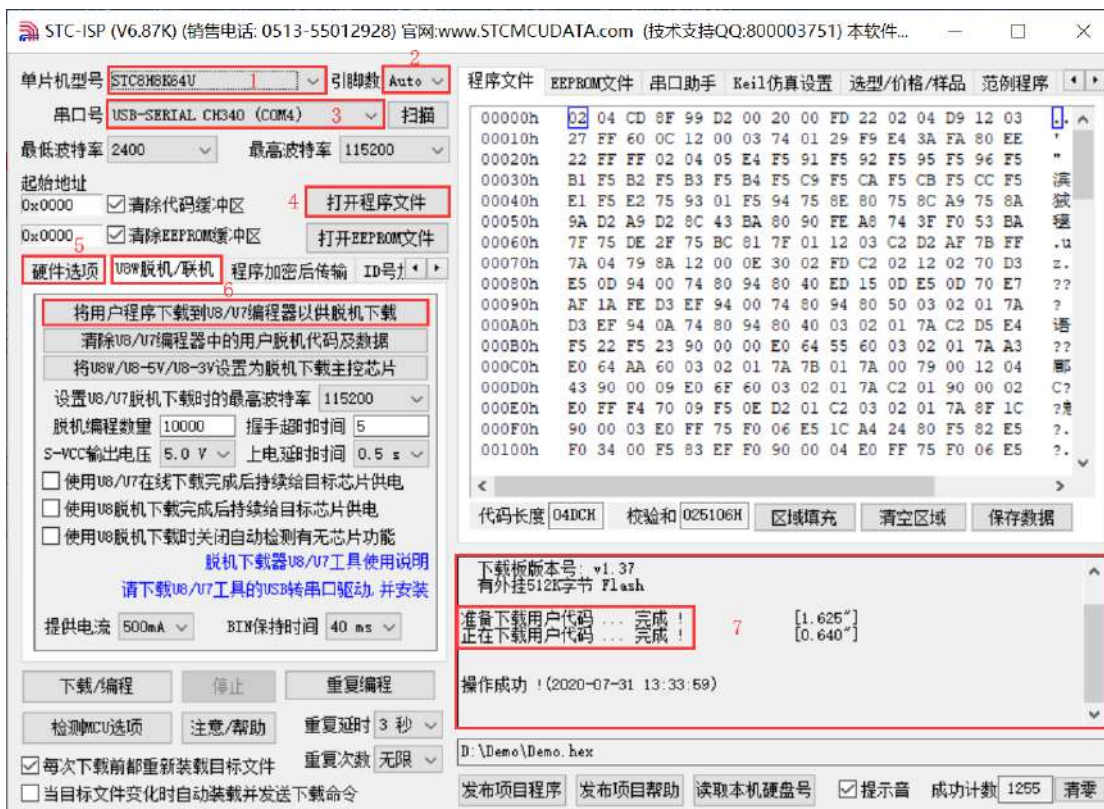 STC-ISP (V6.87K) (销售电话: 0513-55012928) 官网:www.STCMCUDATA.com (技术支持QQ:800003751) 本软件...
单片机型号 STC8H8K64U 1 引脚数 Auto 2
串口号 USB-SERIAL CH340 (COM4) 3 扫描
最低波特率 2400 最高波特率 115200
起始地址
0x0000 清除代码缓冲区 4 打开程序文件
0x0000 清除EEPROM缓冲区 打开EEPROM文件
5
硬件选项 U8W脱机/联机 程序加密后传输
6
将用户程序下载到U8/U7编程器以供脱机下载
清除U8/U7编程器中的用户脱机代码及数据
将U8W/U8-5V/U8-3V设置为脱机下载主控芯片
设置U8/U7脱机下载时的最高波特率 115200
脱机编程数量 10000 握手超时时间 5
S-VCC输出电压 5.0 V 上电延时时间 0.5 s
使用U8/U7在线下载完成后持续给目标芯片供电
使用U8脱机下载完成后持续给目标芯片供电
使用U8脱机下载时关闭自动检测有无芯片功能
脱机下载器U8/U7工具使用说明
请下载U8/U7工具的USB转串口驱动,并安装
提供电流 500mA BIN保持时间 40 ms
下载/编程 停止 重复编程
检测MCU选项 注意/帮助 重复延时 3 秒
重复次数 无限
每次下载前都重新装载目标文件
当目标文件变化时自动装载并发送下载命令
程序文件 EEPROM文件 串口助手 Keil仿真设置 选型/价格/样品 范例程序
00000h 02 04 CD 8F 99 D2 00 20 00 FD 22 02 04 D9 12 03 ..
00010h 27 FF 60 0C 12 00 03 74 01 29 F9 E4 3A FA 80 EE '
00020h 22 FF FF 02 04 05 E4 F5 91 F5 92 F5 95 F5 96 F5 "
00030h B1 F5 B2 F5 B3 F5 B4 F5 C9 F5 CA F5 CB F5 CC F5 滨
00040h E1 F5 E2 75 93 01 F5 94 75 8E 80 75 8C A9 75 8A
00050h 9A D2 A9 D2 8C 43 BA 80 90 FE A8 74 3F F0 53 BA
00060h 7F 75 DE 2F 75 BC 81 7F 01 12 03 C2 D2 AF 7B FF .u
00070h 7A 04 79 8A 12 00 0E 30 02 FD C2 02 12 02 70 D3 z.
00080h E5 0D 94 00 74 80 94 80 40 ED 15 0D E5 0D 70 E7 ??
00090h AF 1A FE D3 EF 94 00 74 80 94 80 50 03 02 01 7A ?
000A0h D3 EF 94 0A 74 80 94 80 40 03 02 01 7A C2 D5 E4 语
000B0h F5 22 F5 23 90 00 00 E0 64 55 60 03 02 01 7A A3 ??
000C0h E0 64 AA 60 03 02 01 7A 7B 01 7A 00 79 00 12 04
000D0h 43 90 00 09 E0 6F 60 03 02 01 7A C2 01 90 00 02 C?
000E0h E0 FF F4 70 09 F5 0E D2 01 C2 03 02 01 7A 8F 1C
000F0h 90 00 03 E0 FF 75 F0 06 E5 1C A4 24 80 F5 82 E5 ?.
00100h F0 34 00 F5 83 EF F0 90 00 04 E0 FF 75 F0 06 E5 ?.
代码长度 04DCH 校验和 025106H 区域填充 清空区域 保存数据
下载板版本号: v1.37
有外挂512K字节 Flash
准备下载用户代码 ... 完成 ! 7 [1.625"]
正在下载用户代码 ... 完成 ! [0.640"]
操作成功 !(2020-07-31 13:33:59)
D:\Demo\Demo.hex
发布项目程序 发布项目帮助 读取本机硬盘号 提示音 成功计数 1255 清零